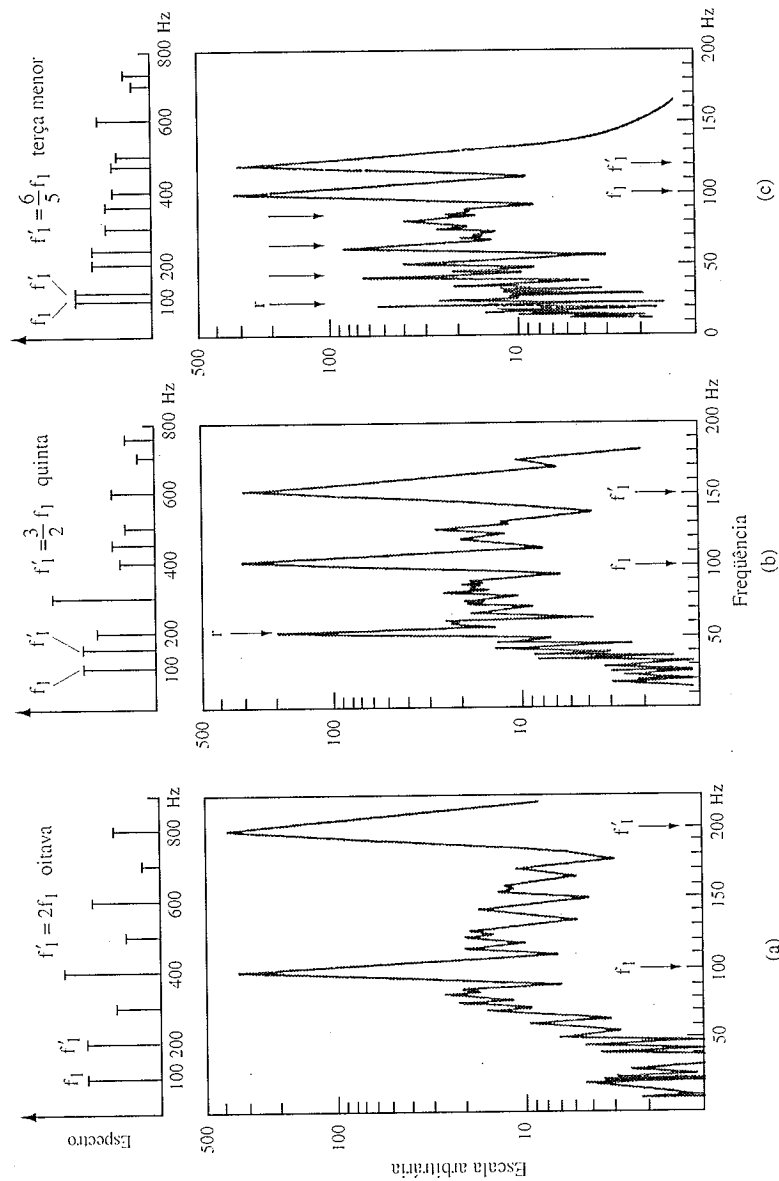 Espectro
f'₁ = 2f₁ oitava
f₁ f'₁
100 200 400 600 800 Hz
Escala arbitrária
500
100
10
f₁ f'₁
50 100 150 200 Hz
(a)
f'₁ = 3/2 f₁ quinta
f₁ f'₁
100 200 400 600 800 Hz
500
r
100
10
f₁ f'₁
50 100 150 200 Hz
Freqüência
(b)
f'₁ = 6/5 f₁ terça menor
f₁ f'₁
100 200 400 600 800 Hz
500
r
100
10
f₁ f'₁
0 50 100 150 200 Hz
(c)